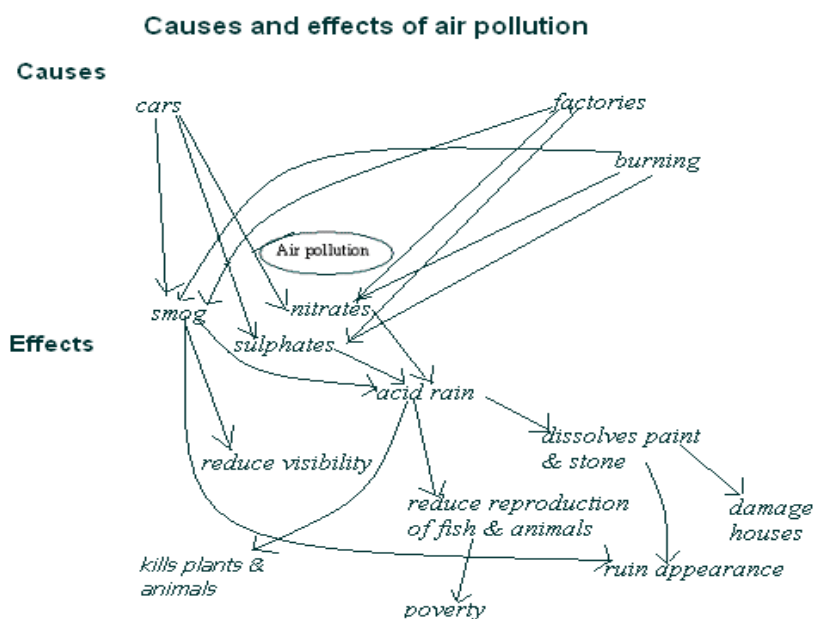 Causes and effects of air pollution
Causes
cars
factories
burning
Air pollution
smog
nitrates
Effects
sulphates
acid rain
dissolves paint
& stone
reduce visibility
reduce reproduction
of fish & animals
damage
houses
kills plants &
animals
ruin appearance
poverty